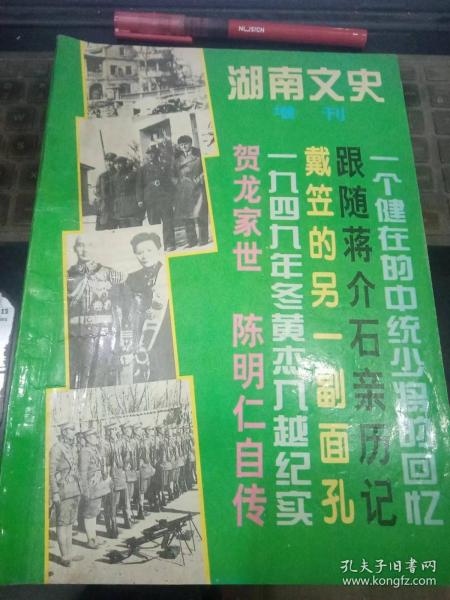 湖南文史
增刊
一个健在的中统少将的回忆
跟随蒋介石亲历记
戴笠的另一副面孔
一九四九年冬黄杰入越纪实
贺龙家世 陈明仁自传
孔夫子旧书网
www.kongfz.com